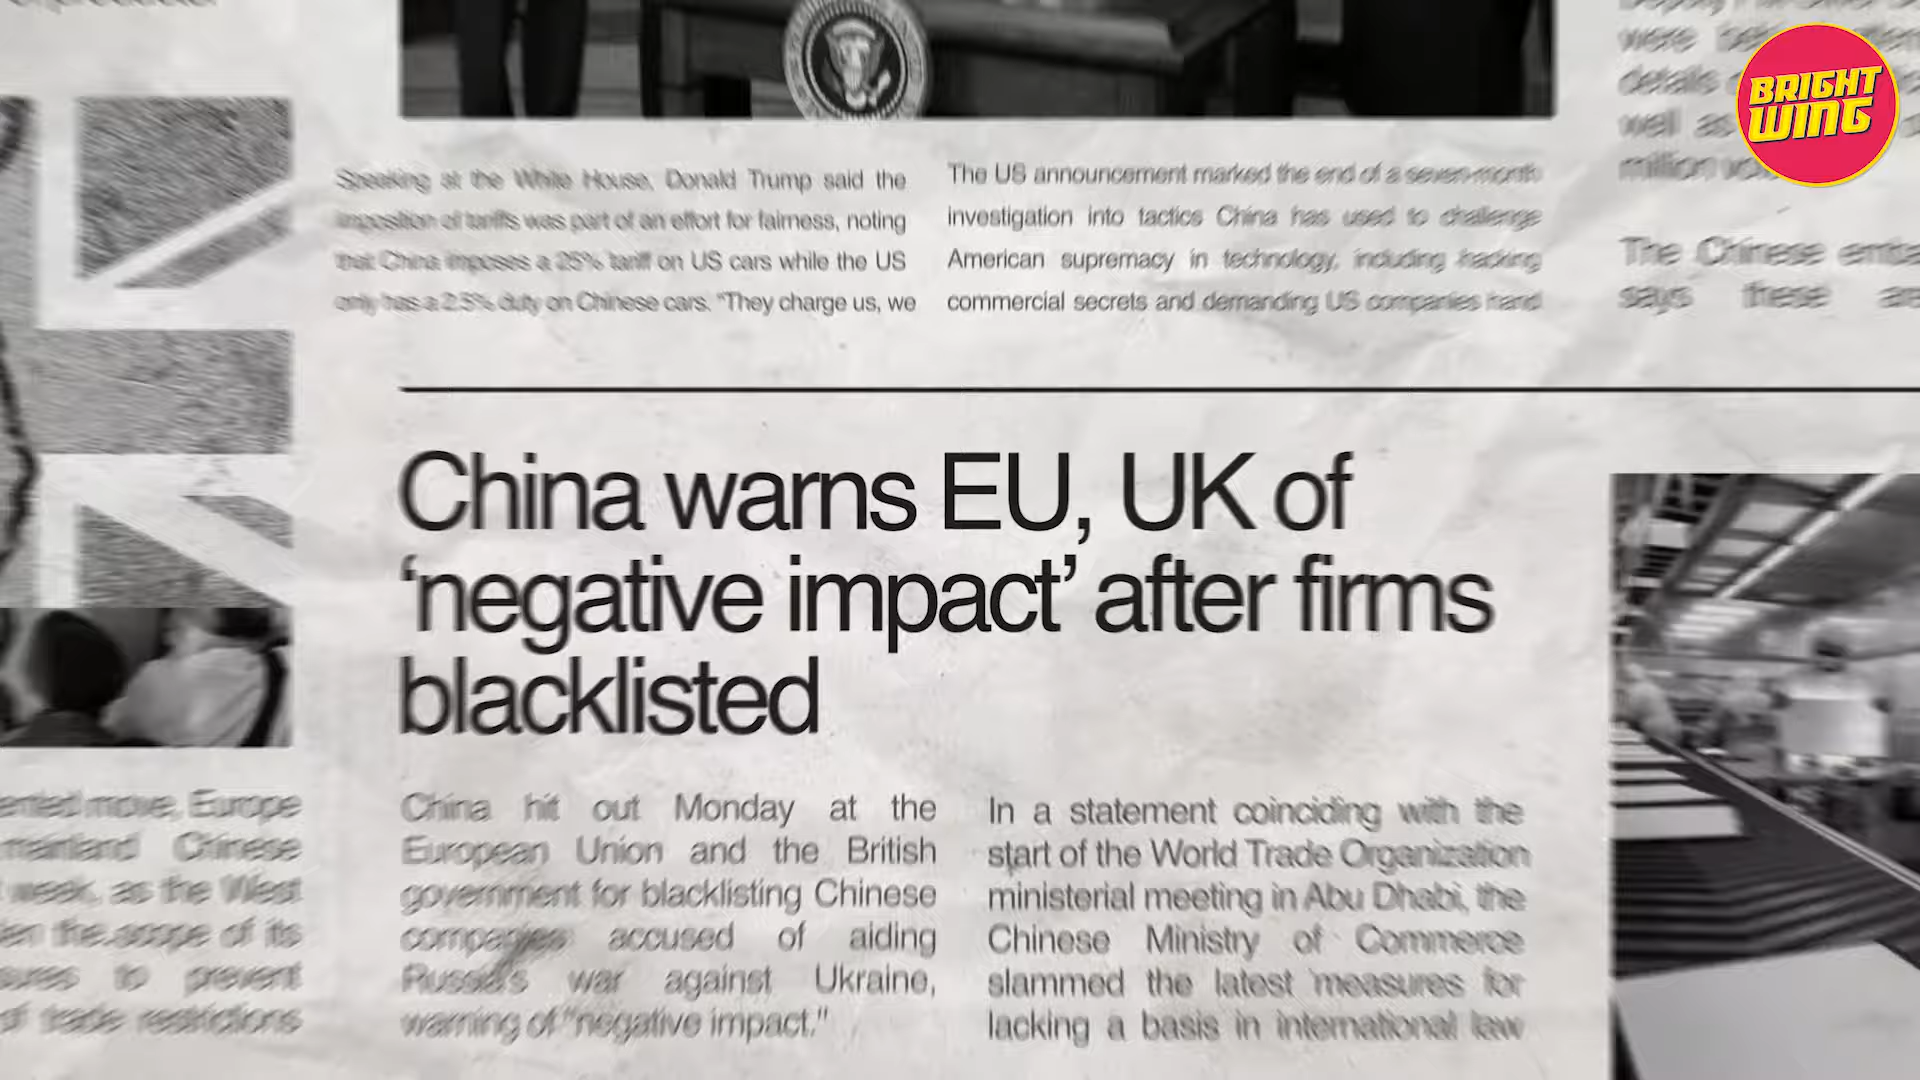 BRIGHT
WING
Speaking at the White House, Donald Trump said the
imposition of tariffs was part of an effort for fairness, noting
that China imposes a 25% tariff on US cars while the US
only has a 2.5% duty on Chinese cars. "They charge us, we
The US announcement marked the end of a seven-month
investigation into tactics China has used to challenge
American supremacy in technology, including hacking
commercial secrets and demanding US companies hand
were
details
well as
million
The Chinese emba
says these are
China warns EU, UK of
‘negative impact’ after firms
blacklisted
move, Europe
mainland Chinese
week, as the West
the scope of its
to prevent
of trade restrictions
China hit out Monday at the
European Union and the British
government for blacklisting Chinese
companies accused of aiding
Russia's war against Ukraine,
warning of "negative impact."
In a statement coinciding with the
start of the World Trade Organization
ministerial meeting in Abu Dhabi, the
Chinese Ministry of Commerce
slammed the latest measures for
lacking a basis in international law